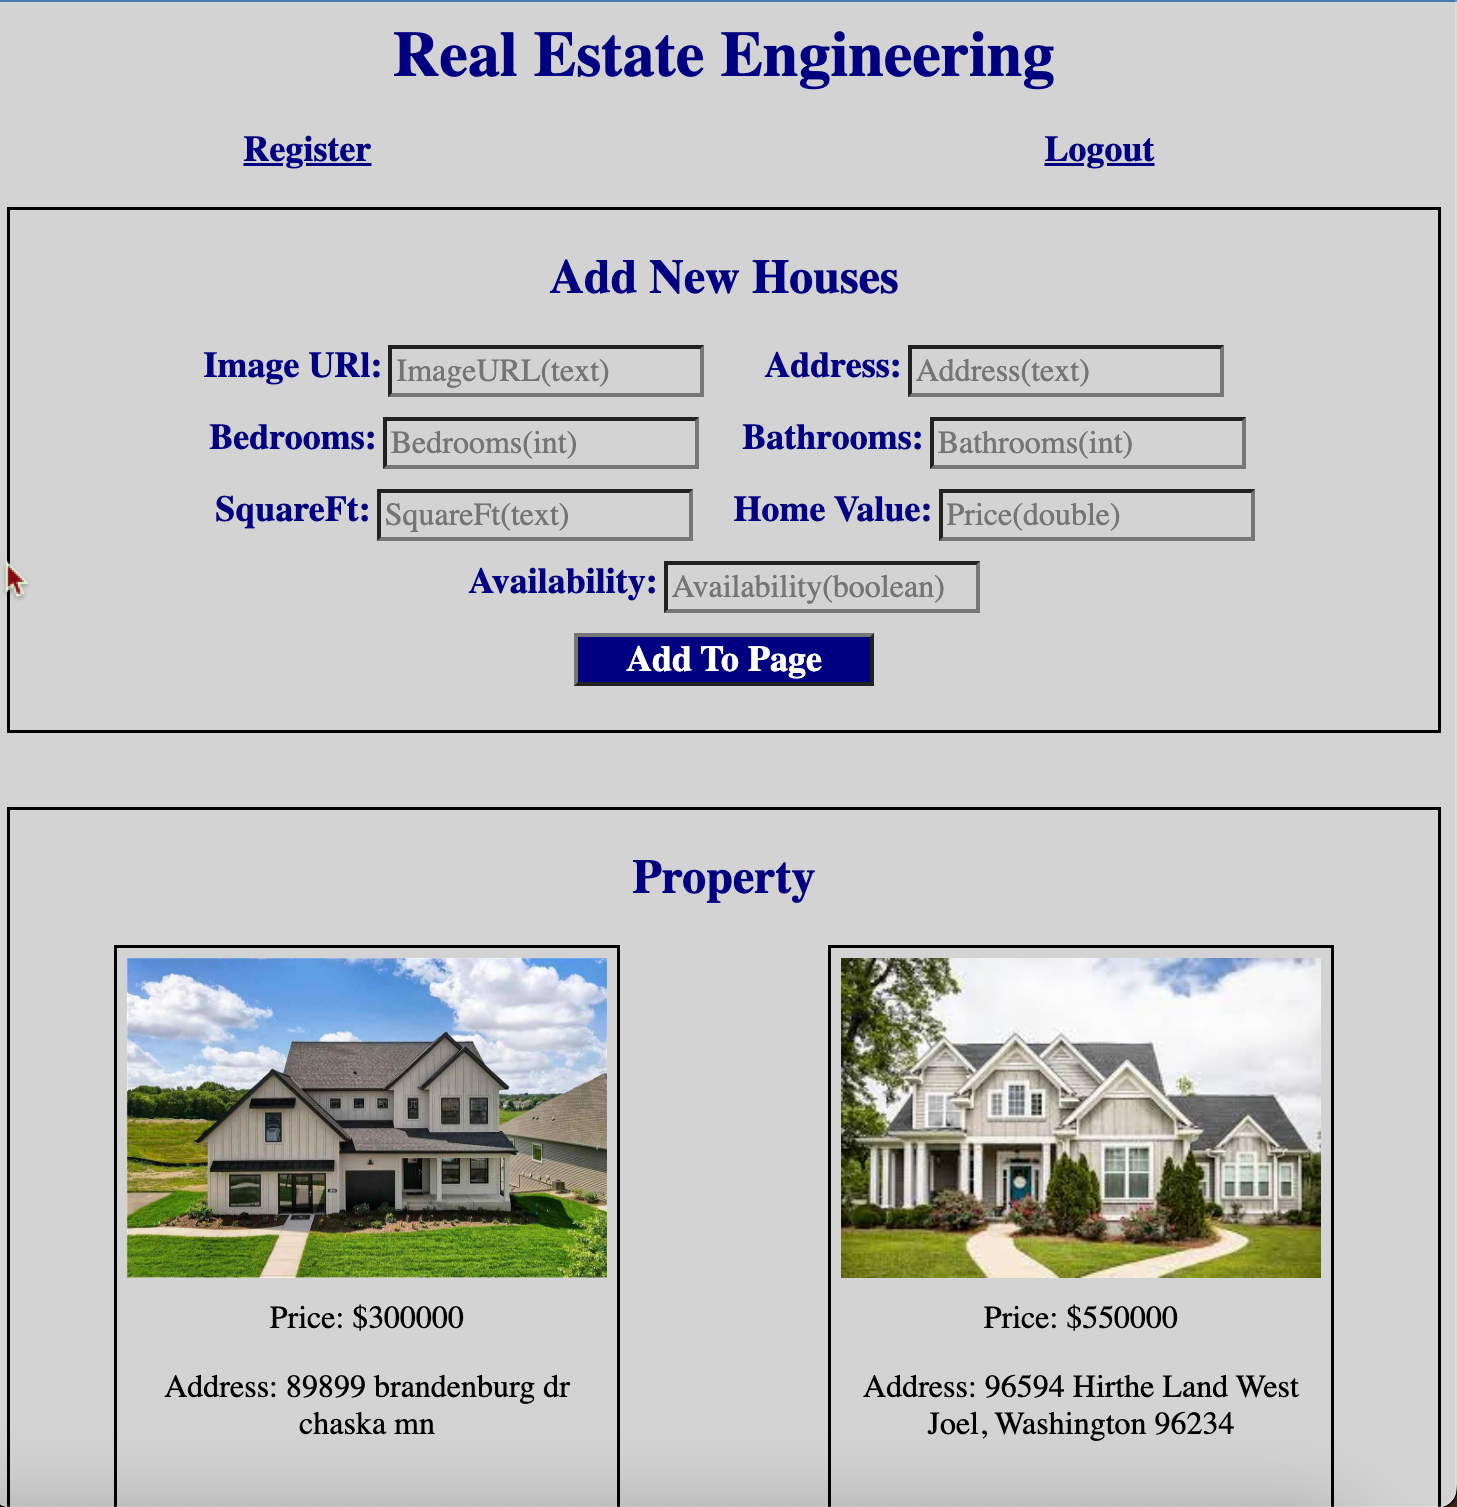 Real Estate Engineering
Register Logout
Add New Houses
Image URl: ImageURL(text) Address: Address(text)
Bedrooms: Bedrooms(int) Bathrooms: Bathrooms(int)
SquareFt: SquareFt(text) Home Value: Price(double)
Availability: Availability(boolean)
Add To Page
Property
Price: $300000
Address: 89899 brandenburg dr
chaska mn
Price: $550000
Address: 96594 Hirthe Land West
Joel, Washington 96234